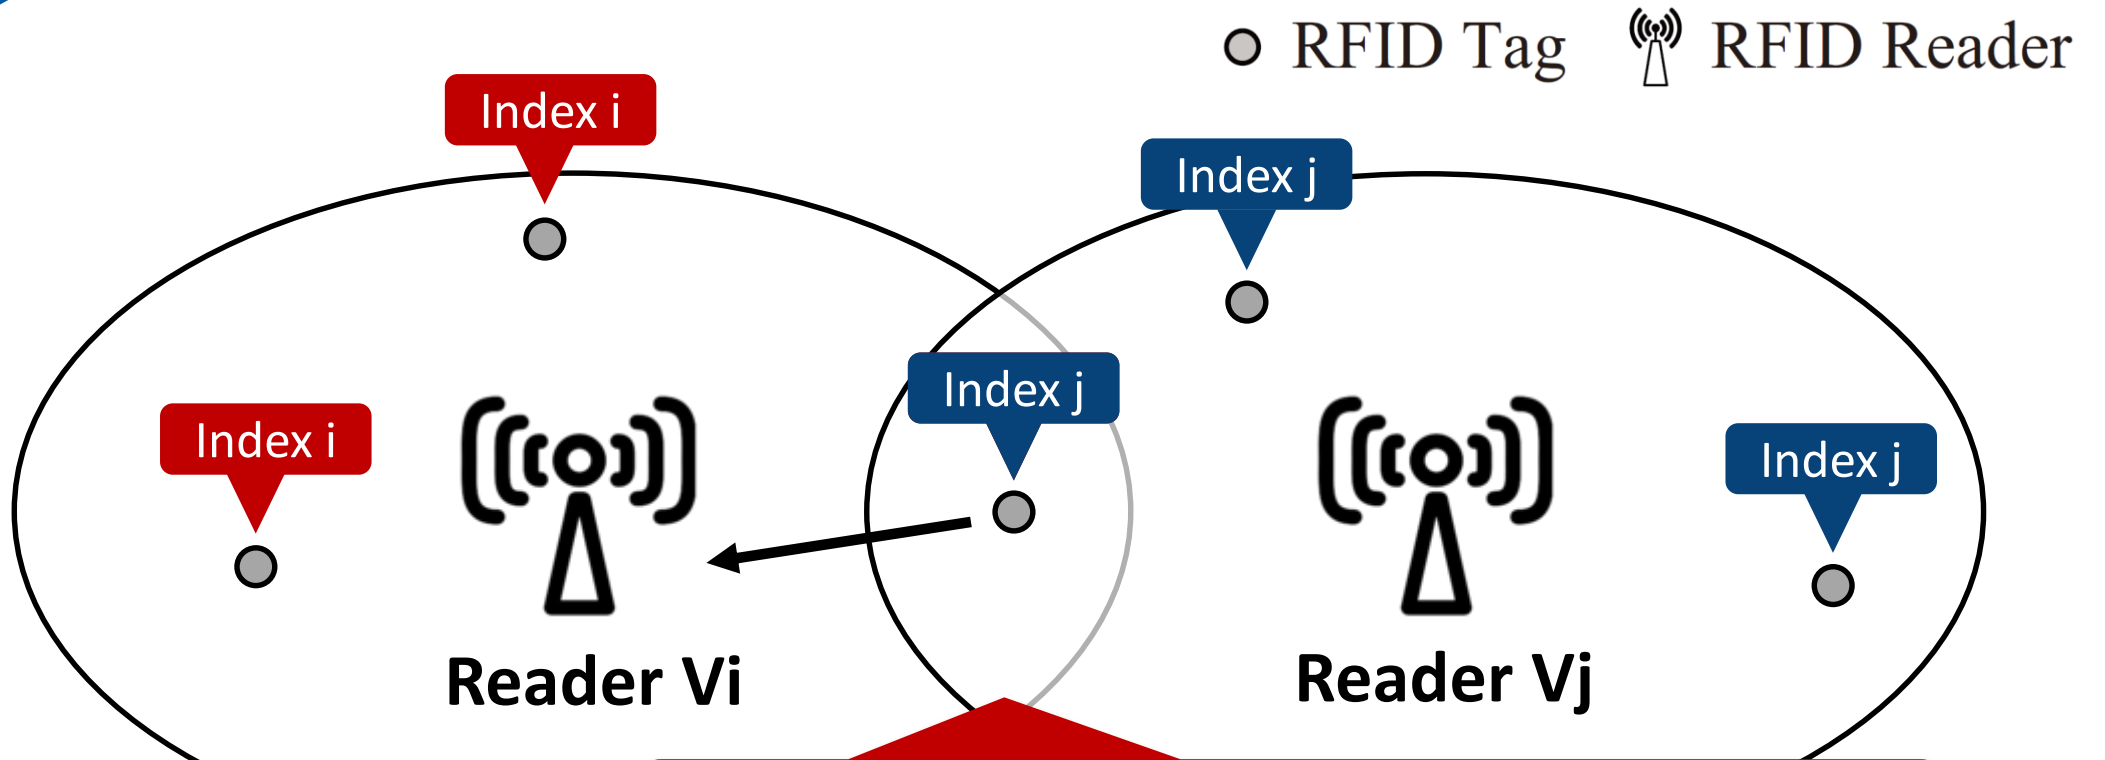 RFID Tag RFID Reader
Index i
Index j
Index j
Index i
Index j
Reader Vi
Reader Vj